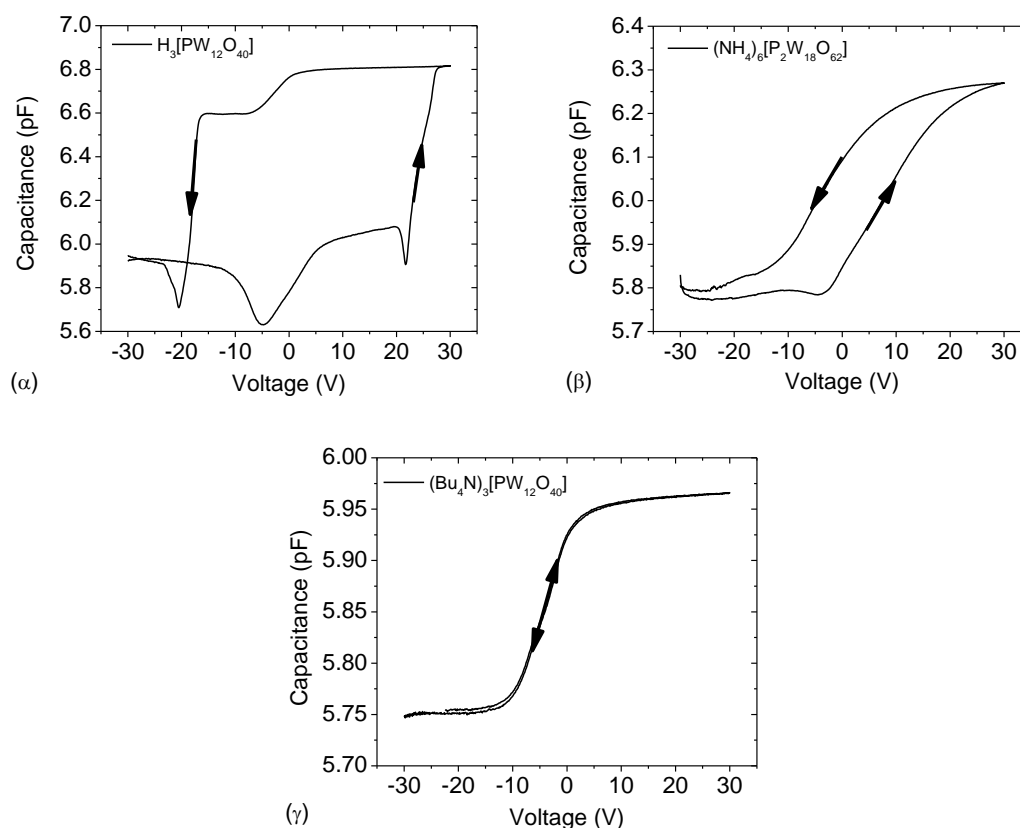 H3[PW12O40]
Capacitance (pF)
7.0
6.8
6.6
6.4
6.2
6.0
5.8
5.6
-30 -20 -10 0 10 20 30
Voltage (V)
(α)
(NH4)6[P2W18O62]
Capacitance (pF)
6.4
6.3
6.2
6.1
6.0
5.9
5.8
5.7
-30 -20 -10 0 10 20 30
Voltage (V)
(β)
(Bu4N)3[PW12O40]
Capacitance (pF)
6.00
5.95
5.90
5.85
5.80
5.75
5.70
-30 -20 -10 0 10 20 30
Voltage (V)
(γ)